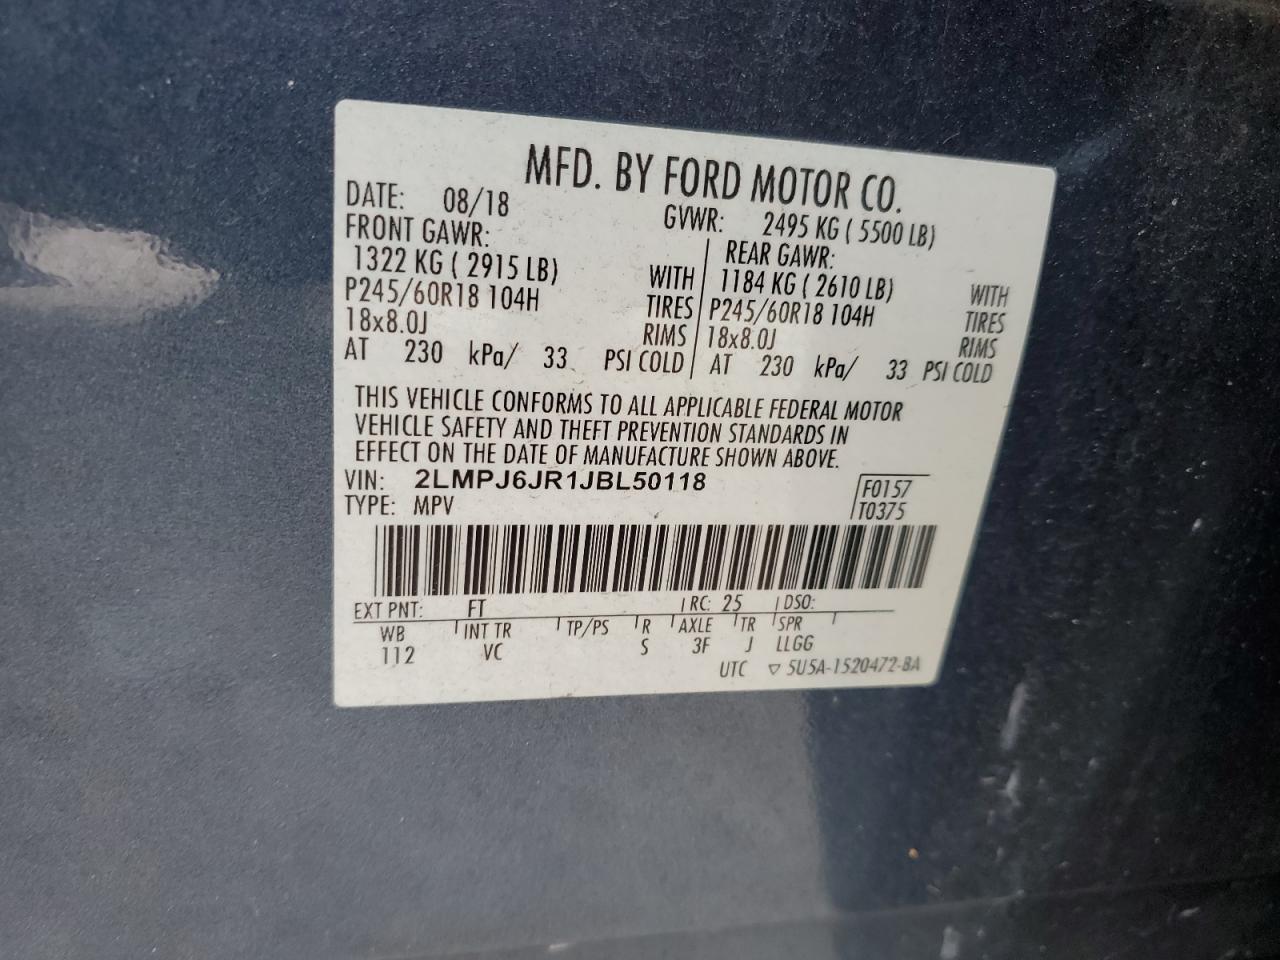 MFD. BY FORD MOTOR CO.
DATE: 08/18 GVWR: 2495 KG ( 5500 LB)
FRONT GAWR: REAR GAWR:
1322 KG ( 2915 LB) WITH 1184 KG ( 2610 LB) WITH
P245/60R18 104H TIRES P245/60R18 104H TIRES
18x8.0J RIMS 18x8.0J RIMS
AT 230 kPa/ 33 PSI COLD AT 230 kPa/ 33 PSI COLD
THIS VEHICLE CONFORMS TO ALL APPLICABLE FEDERAL MOTOR
VEHICLE SAFETY AND THEFT PREVENTION STANDARDS IN
EFFECT ON THE DATE OF MANUFACTURE SHOWN ABOVE.
VIN: 2LMPJ6JR1JBL50118 F0157
TYPE: MPV T0375
EXT PNT: FT RC: 25 DSO:
WB INT TR TP/PS R AXLE TR SPR
112 VC S 3F J LLGG
UTC ▽ 5U5A-1520472-BA